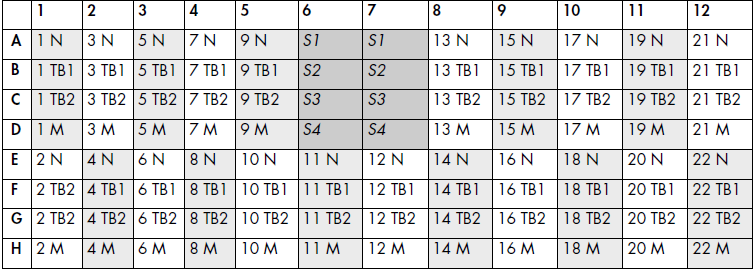 1 2 3 4 5 6 7 8 9 10 11 12
A 1 N 3 N 5 N 7 N 9 N S1 S1 13 N 15 N 17 N 19 N 21 N
B 1 TB1 3 TB1 5 TB1 7 TB1 9 TB1 S2 S2 13 TB1 15 TB1 17 TB1 19 TB1 21 TB1
C 1 TB2 3 TB2 5 TB2 7 TB2 9 TB2 S3 S3 13 TB2 15 TB2 17 TB2 19 TB2 21 TB2
D 1 M 3 M 5 M 7 M 9 M S4 S4 13 M 15 M 17 M 19 M 21 M
E 2 N 4 N 6 N 8 N 10 N 11 N 12 N 14 N 16 N 18 N 20 N 22 N
F 2 TB2 4 TB1 6 TB1 8 TB1 10 TB1 11 TB1 12 TB1 14 TB1 16 TB1 18 TB1 20 TB1 22 TB1
G 2 TB2 4 TB2 6 TB2 8 TB2 10 TB2 11 TB2 12 TB2 14 TB2 16 TB2 18 TB2 20 TB2 22 TB2
H 2 M 4 M 6 M 8 M 10 M 11 M 12 M 14 M 16 M 18 M 20 M 22 M